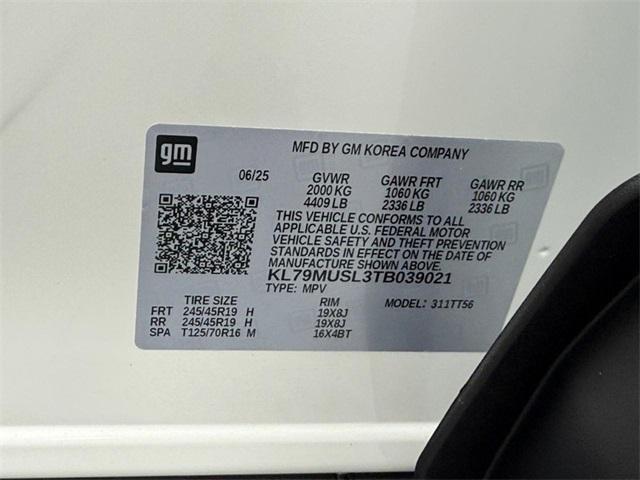 gm
MFD BY GM KOREA COMPANY
06/25 GVWR GAWR FRT GAWR RR
2000 KG 1060 KG 1060 KG
4409 LB 2336 LB 2336 LB
THIS VEHICLE CONFORMS TO ALL
APPLICABLE U.S. FEDERAL MOTOR
VEHICLE SAFETY AND THEFT PREVENTION
STANDARDS IN EFFECT ON THE DATE OF
MANUFACTURE SHOWN ABOVE.
KL79MUSL3TB039021
TYPE: MPV MODEL: 311TT56
TIRE SIZE RIM
FRT 245/45R19 H 19X8J
RR 245/45R19 H 19X8J
SPA T125/70R16 M 16X4BT